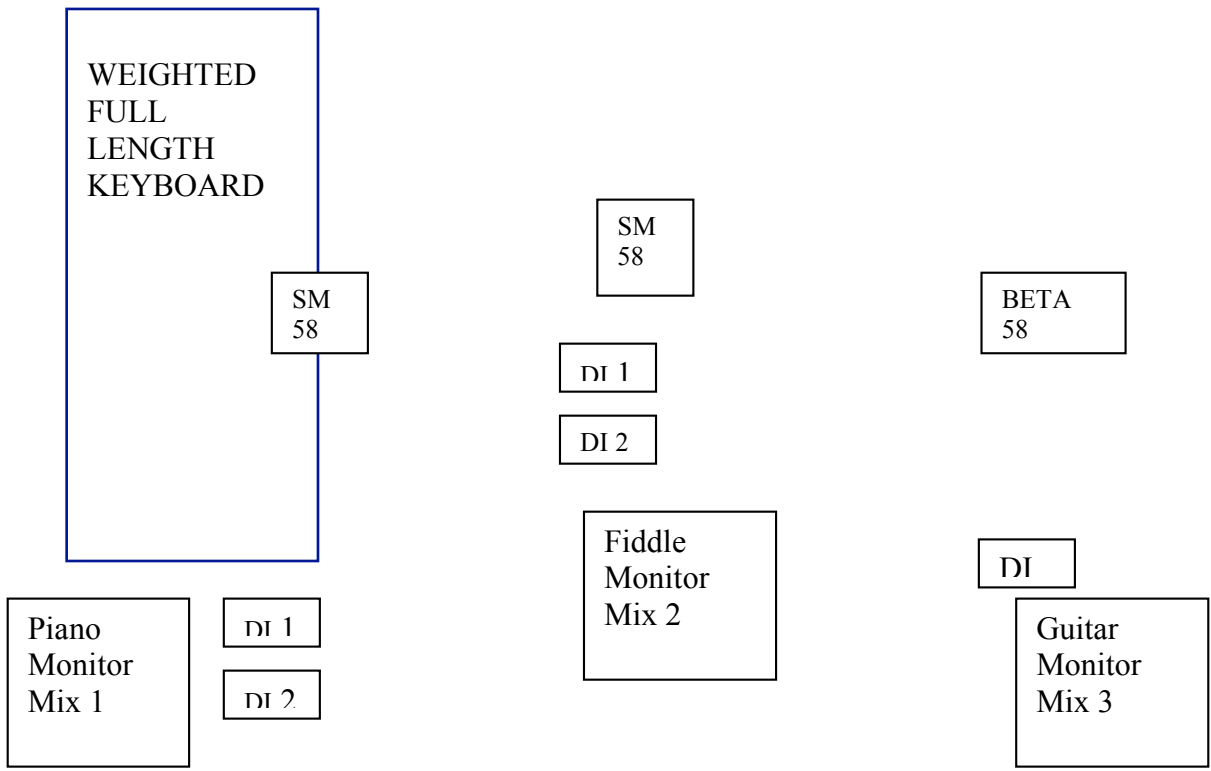 WEIGHTED
FULL
LENGTH
KEYBOARD
SM
58
SM
58
BETA
58
DI 1
DI 2
Fiddle
Monitor
Mix 2
DI
Piano
Monitor
Mix 1
DI 1
DI 2
Guitar
Monitor
Mix 3